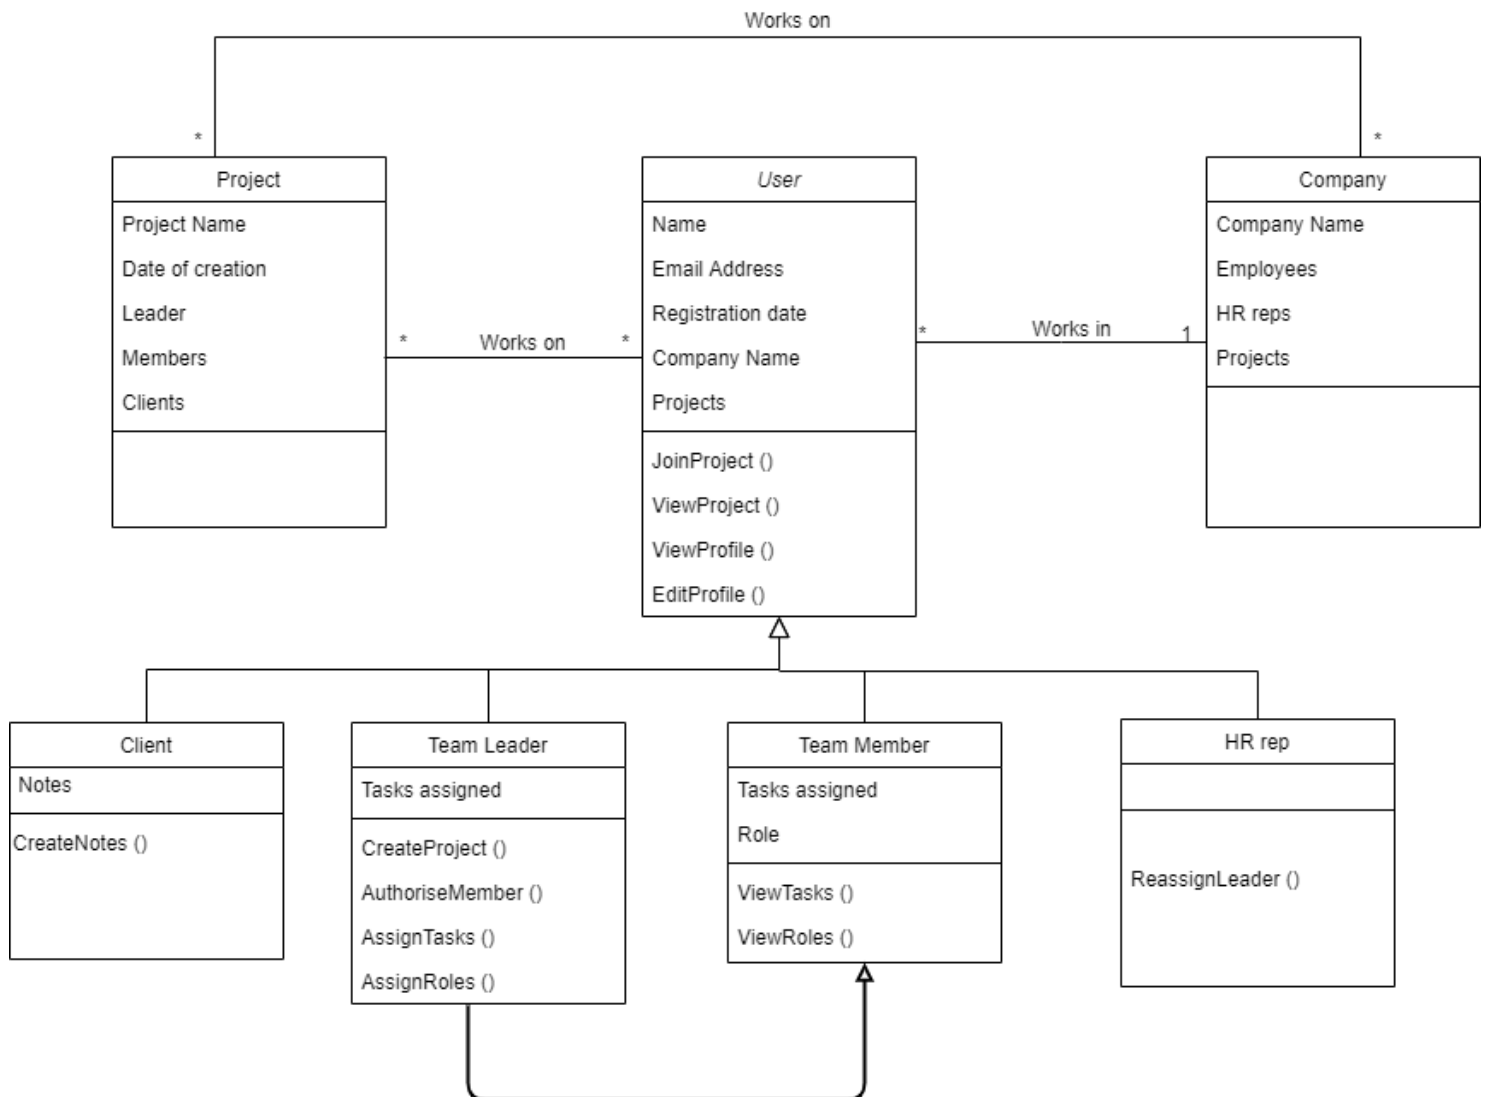 Works on
*
*
Project
Project Name
Date of creation
Leader
Members
Clients
*
Works on
*
User
Name
Email Address
Registration date
Company Name
Projects
JoinProject ()
ViewProject ()
ViewProfile ()
EditProfile ()
*
Works in
1
Company
Company Name
Employees
HR reps
Projects
Client
Notes
CreateNotes ()
Team Leader
Tasks assigned
CreateProject ()
AuthoriseMember ()
AssignTasks ()
AssignRoles ()
Team Member
Tasks assigned
Role
ViewTasks ()
ViewRoles ()
HR rep
ReassignLeader ()